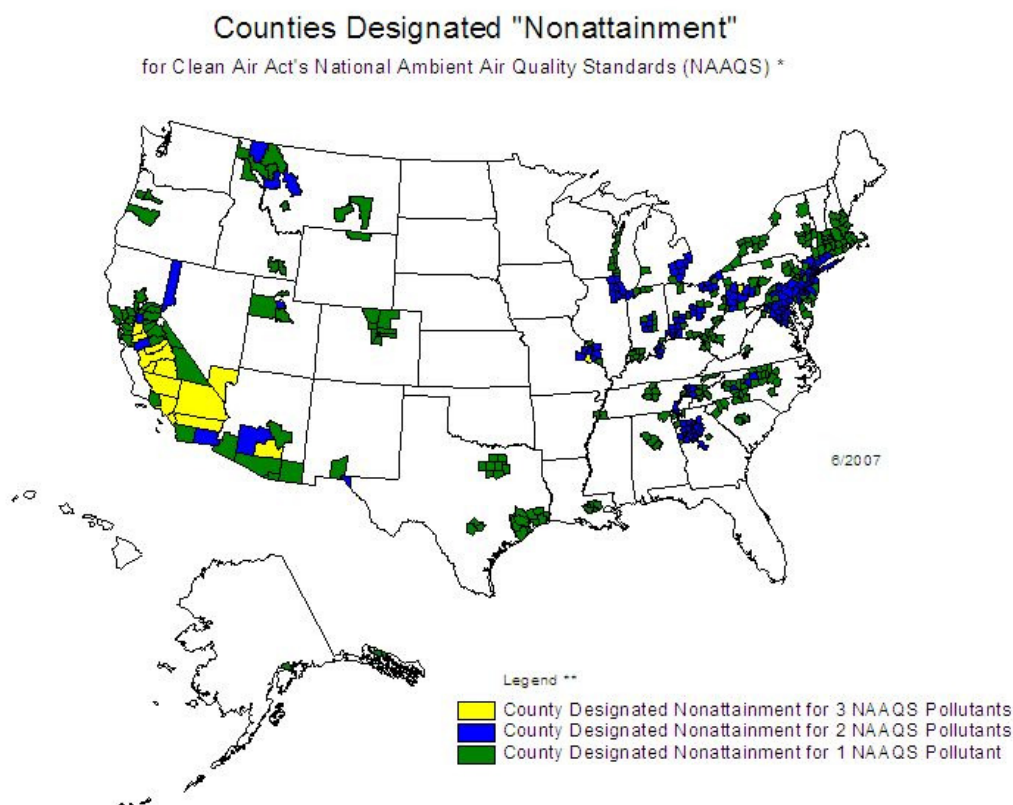 Counties Designated "Nonattainment"
for Clean Air Act's National Ambient Air Quality Standards (NAAQS) *
6/2007
Legend **
County Designated Nonattainment for 3 NAAQS Pollutants
County Designated Nonattainment for 2 NAAQS Pollutants
County Designated Nonattainment for 1 NAAQS Pollutant